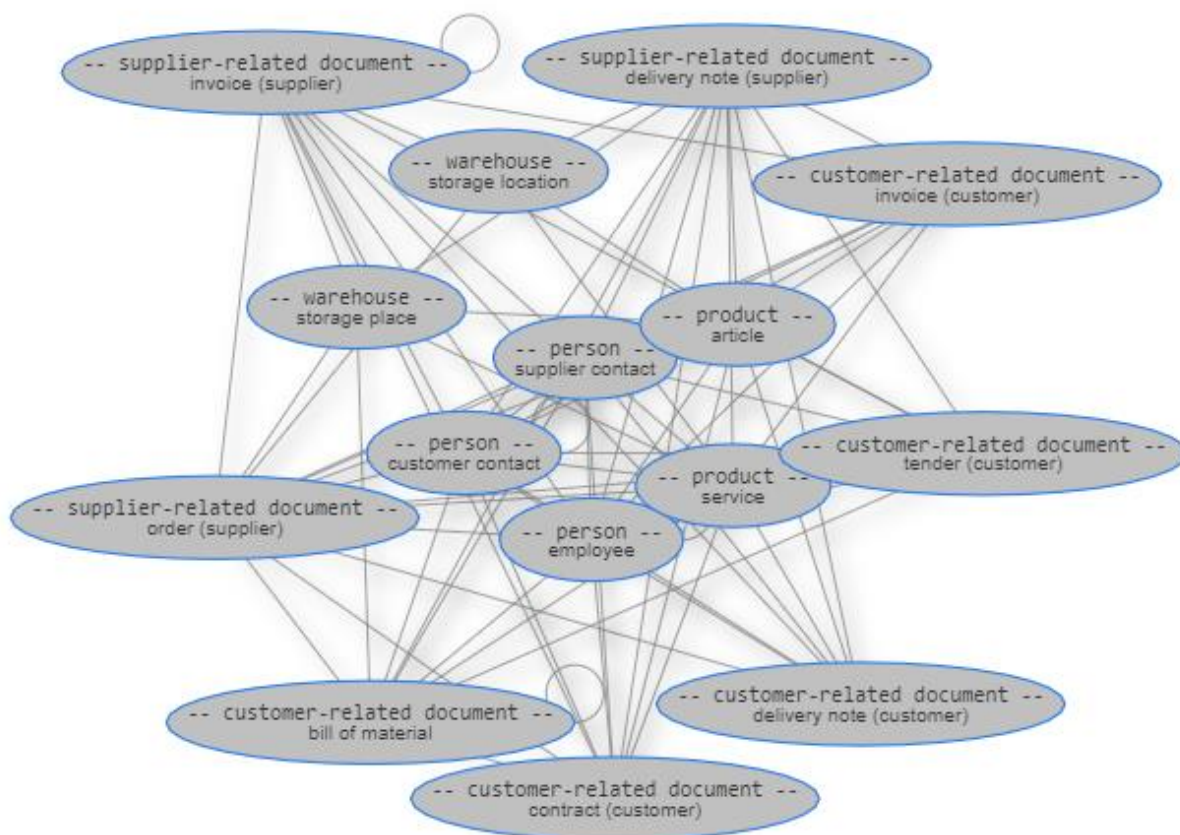 -- supplier-related document --
invoice (supplier)
-- supplier-related document --
delivery note (supplier)
-- warehouse --
storage location
-- customer-related document --
invoice (customer)
-- warehouse --
storage place
-- product --
article
-- person --
supplier contact
-- person --
customer contact
-- customer-related document --
tender (customer)
-- product --
service
-- supplier-related document --
order (supplier)
-- person --
employee
-- customer-related document --
delivery note (customer)
-- customer-related document --
bill of material
-- customer-related document --
contract (customer)